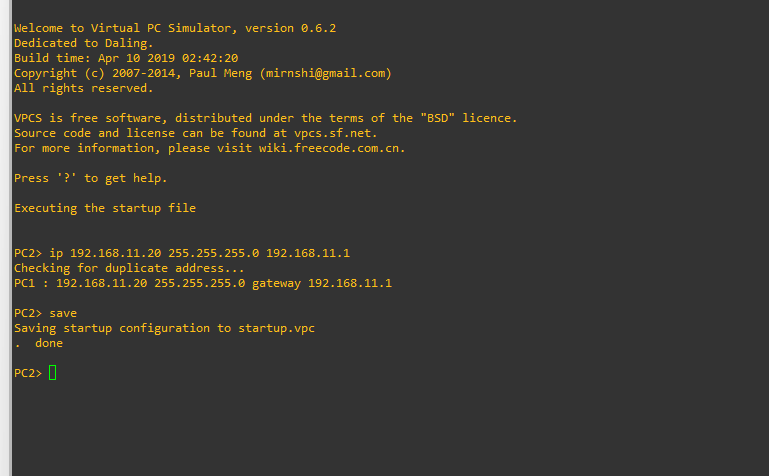 Welcome to Virtual PC Simulator, version 0.6.2
Dedicated to Daling.
Build time: Apr 10 2019 02:42:20
Copyright (c) 2007-2014, Paul Meng (mirnshi@gmail.com)
All rights reserved.
VPCS is free software, distributed under the terms of the "BSD" licence.
Source code and license can be found at vpcs.sf.net.
For more information, please visit wiki.freecode.com.cn.
Press '?' to get help.
Executing the startup file
PC2> ip 192.168.11.20 255.255.255.0 192.168.11.1
Checking for duplicate address...
PC1 : 192.168.11.20 255.255.255.0 gateway 192.168.11.1
PC2> save
Saving startup configuration to startup.vpc
.  done
PC2>